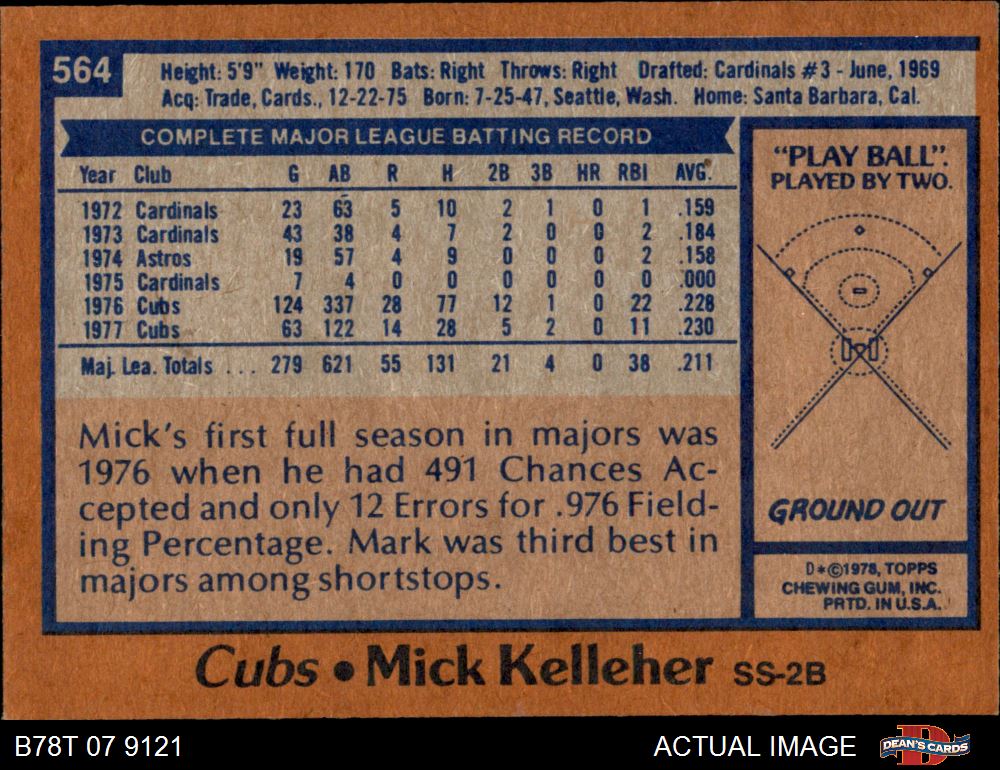 564
Height: 5'9" Weight: 170 Bats: Right Throws: Right Drafted: Cardinals #3 - June, 1969
Acq: Trade, Cards., 12-22-75 Born: 7-25-47, Seattle, Wash. Home: Santa Barbara, Cal.
COMPLETE MAJOR LEAGUE BATTING RECORD
Year Club G AB R H 2B 3B HR RBI AVG.
1972 Cardinals 23 63 5 10 2 1 0 1 .159
1973 Cardinals 43 38 4 7 2 0 0 2 .184
1974 Astros 19 57 4 9 0 0 0 2 .158
1975 Cardinals 7 4 0 0 0 0 0 0 .000
1976 Cubs 124 337 28 77 12 1 0 22 .228
1977 Cubs 63 122 14 28 5 2 0 11 .230
Maj. Lea. Totals . . . 279 621 55 131 21 4 0 38 .211
Mick's first full season in majors was
1976 when he had 491 Chances Ac-
cepted and only 12 Errors for .976 Field-
ing Percentage. Mark was third best in
majors among shortstops.
"PLAY BALL".
PLAYED BY TWO.
GROUND OUT
D*©1978, TOPPS
CHEWING GUM, INC.
PRTD. IN U.S.A.
Cubs • Mick Kelleher SS-2B
B78T 07 9121
ACTUAL IMAGE
D
DEAN'S CARDS